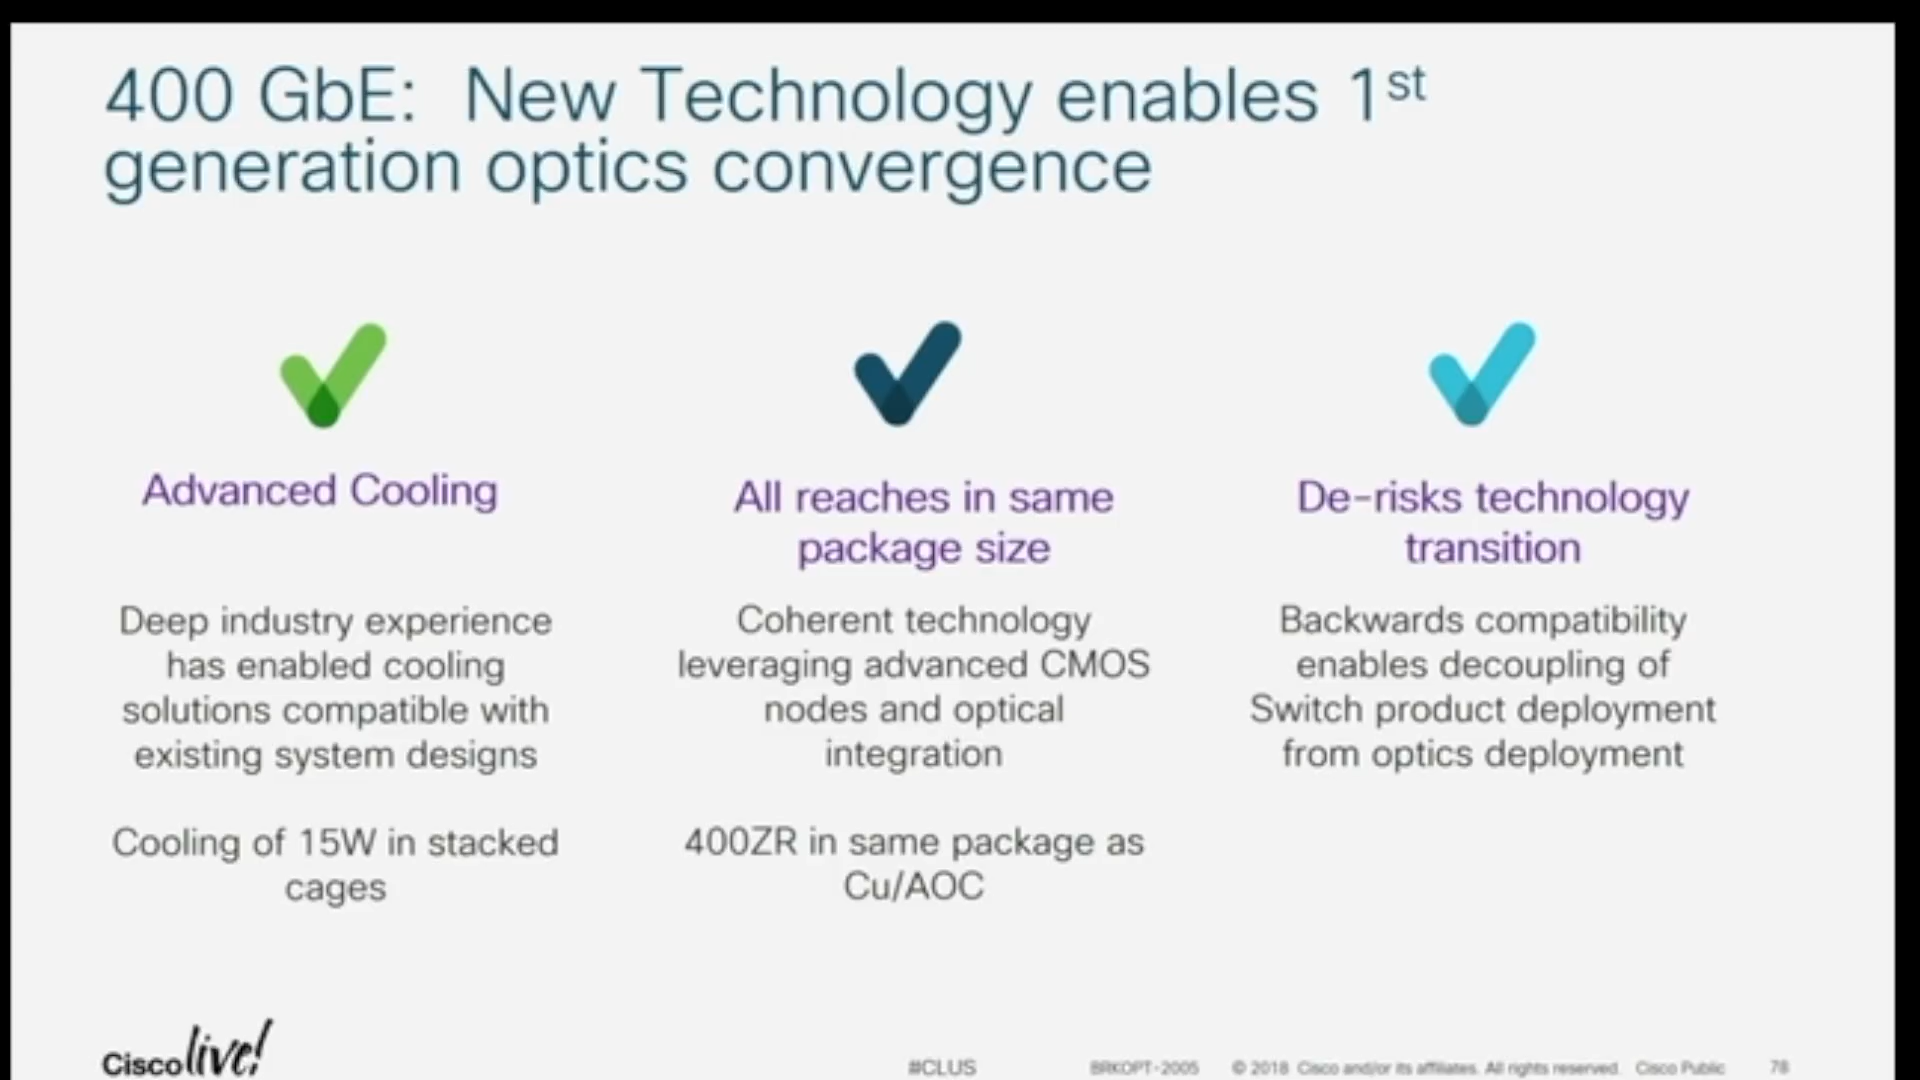 400 GbE:  New Technology enables 1st
generation optics convergence
Advanced Cooling
Deep industry experience
has enabled cooling
solutions compatible with
existing system designs
Cooling of 15W in stacked
cages
All reaches in same
package size
Coherent technology
leveraging advanced CMOS
nodes and optical
integration
400ZR in same package as
Cu/AOC
De-risks technology
transition
Backwards compatibility
enables decoupling of
Switch product deployment
from optics deployment
Cisco live!
#CLUS
BRKOPT-2005
© 2018 Cisco and/or its affiliates. All rights reserved. Cisco Public
78